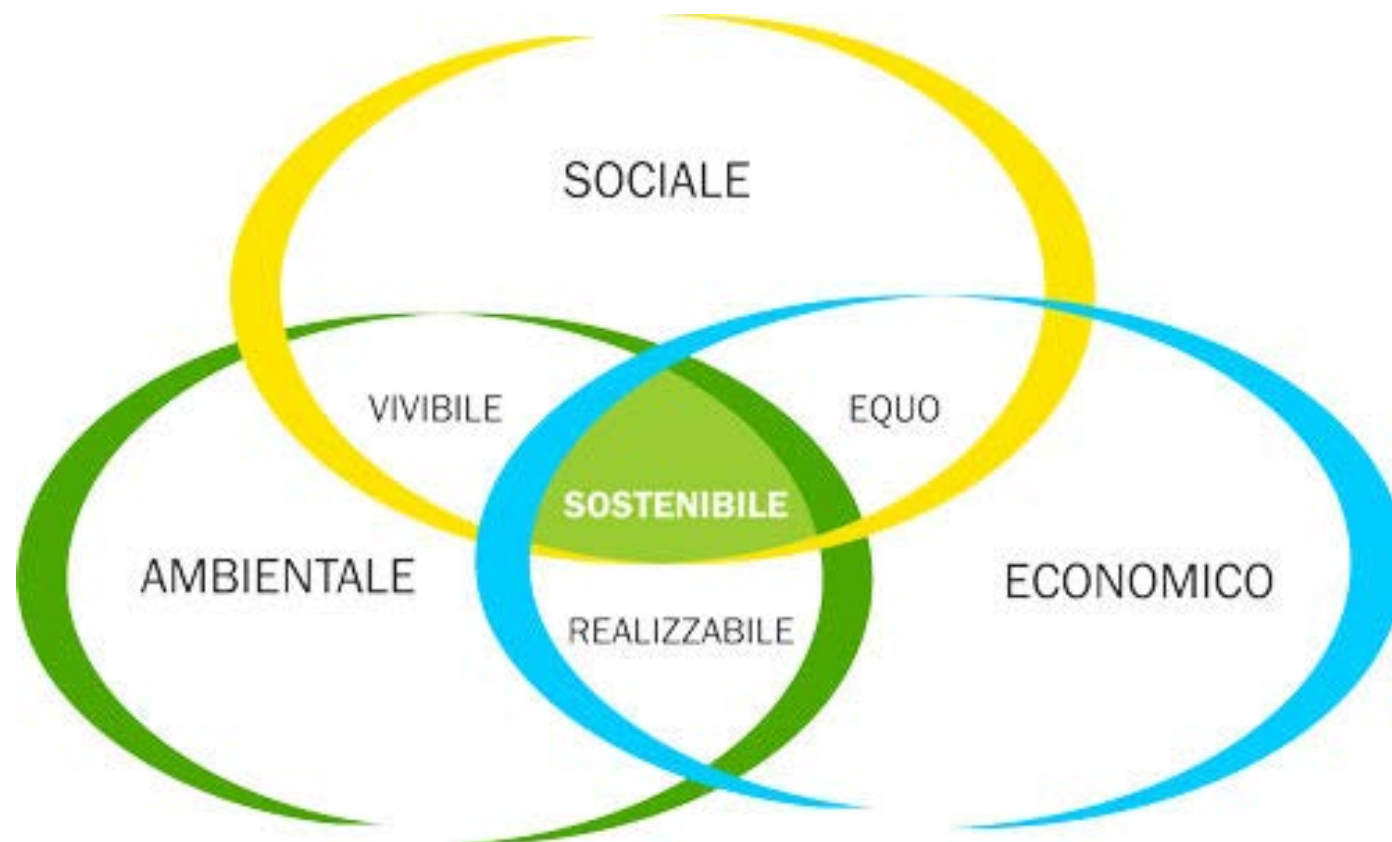 SOCIALE
VIVIBILE
EQUO
SOSTENIBILE
AMBIENTALE
ECONOMICO
REALIZZABILE